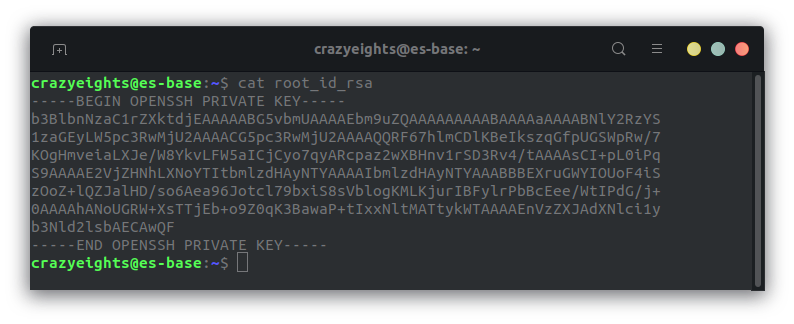 crazyeights@es-base: ~
crazyeights@es-base:~$ cat root_id_rsa
-----BEGIN OPENSSH PRIVATE KEY-----
b3BlbnNzaC1rZXktdjEAAAAABG5vbmUAAAAEbm9uZQAAAAAAAAABAAAAaAAAABNlY2RzYS
1zaGEyLW5pc3RwMjU2AAAACG5pc3RwMjU2AAAAQQRF67hlmCDlKBeIkszqGfpUGSWpRw/7
KOgHmveiaLXJe/W8YkvLFW5aICjCyo7qyARcpaz2wXBHnv1rSD3Rv4/tAAAAsCI+pL0iPq
S9AAAAE2VjZHNhLXNoYTItbmlzdHAyNTYAAAAIbmlzdHAyNTYAAABBBEXruGWYIOUoF4iS
zOoZ+lQZJalHD/so6Aea96Jotcl79bxiS8sVblogKMLKjurIBFylrPbBcEee/WtIPdG/j+
0AAAAhANoUGRW+XsTTjEb+o9Z0qK3BawaP+tIxxNltMATtykWTAAAAEnVzZXJAdXNlci1y
b3Nld2lsbAECAwQF
-----END OPENSSH PRIVATE KEY-----
crazyeights@es-base:~$